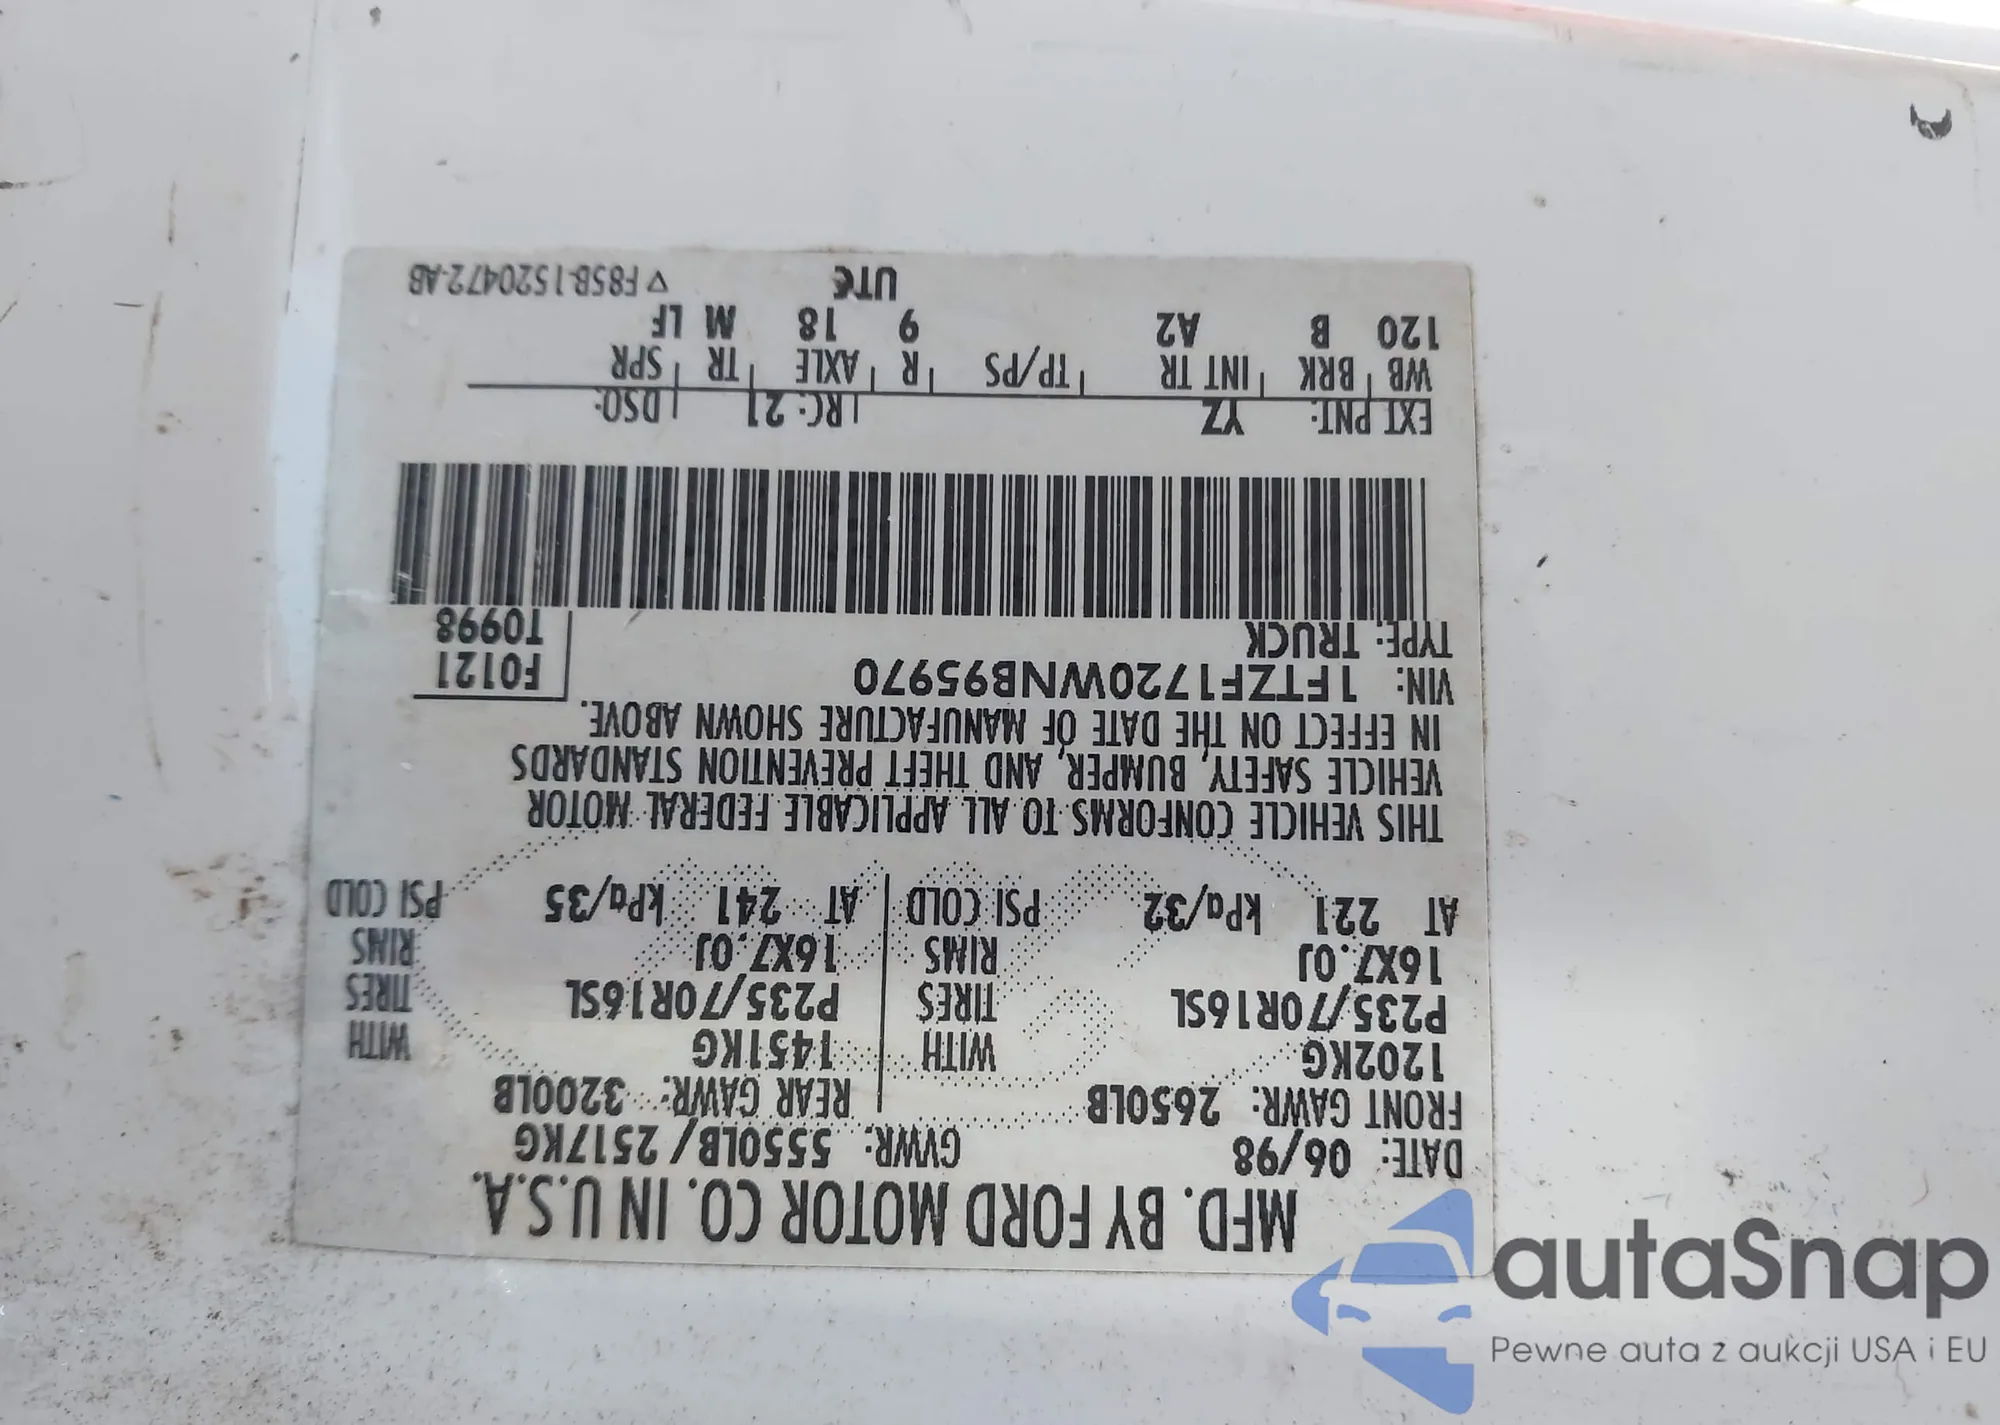 MFD. BY FORD MOTOR CO. IN U.S.A.
DATE: 06/98 GVWR: 5550LB/ 2517KG
FRONT GAWR: 2650LB REAR GAWR: 3200LB
1202KG WITH 1451KG WITH
P235/70R16SL TIRES P235/70R16SL TIRES
16X7.0J RIMS 16X7.0J RIMS
AT 221 kPa/32 PSI COLD AT 241 kPa/35 PSI COLD
THIS VEHICLE CONFORMS TO ALL APPLICABLE FEDERAL MOTOR
VEHICLE SAFETY, BUMPER, AND THEFT PREVENTION STANDARDS
IN EFFECT ON THE DATE OF MANUFACTURE SHOWN ABOVE.
VIN: 1FTZF1720WNB95970 F0121
TYPE: TRUCK T0998
EXT PNT: YZ RC: 21 DSO:
WB BRK INT TR TP/PS R AXLE TR SPR
120 B A2 9 18 M LF
UTC
▽ F85B-1520472-AB
autaSnap
Pewne auta z aukcji USA i EU